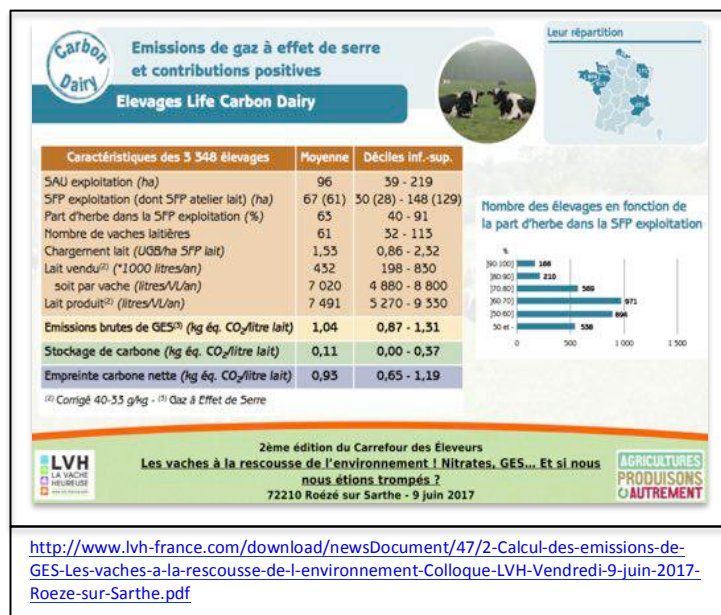 Carbon
Dairy
Emissions de gaz à effet de serre
et contributions positives
Elevages Life Carbon Dairy
Leur répartition
Caractéristiques des 3 348 élevages Moyenne Déciles inf.-sup.
SAU exploitation (ha) 96 39 - 219
SFP exploitation (dont SFP atelier lait) (ha) 67 (61) 30 (28) - 148 (129)
Part d'herbe dans la SFP exploitation (%) 63 40 - 91
Nombre de vaches laitières 61 32 - 113
Chargement lait (UGB/ha SFP lait) 1,53 0,86 - 2,32
Lait vendu(2) (*1000 litres/an) 432 198 - 830
soit par vache (litres/VL/an) 7 020 4 880 - 8 800
Lait produit(2) (litres/VL/an) 7 491 5 270 - 9 330
Emissions brutes de GES(3) (kg éq. CO2/litre lait) 1,04 0,87 - 1,31
Stockage de carbone (kg éq. CO2/litre lait) 0,11 0,00 - 0,37
Empreinte carbone nette (kg éq. CO2/litre lait) 0,93 0,65 - 1,19
(2) Corrigé 40-33 g/kg - (3) Gaz à Effet de Serre
Nombre des élevages en fonction de
la part d'herbe dans la SFP exploitation
%
]90:100] 166
]80:90] 210
]70:80] 569
]60:70] 971
]50:60] 894
50 et - 538
0 500 1 000 1 500
LVH
LA VACHE
HEUREUSE
2ème édition du Carrefour des Éleveurs
Les vaches à la rescousse de l'environnement ! Nitrates, GES... Et si nous
nous étions trompés ?
72210 Roézé sur Sarthe - 9 juin 2017
AGRICULTURES
PRODUISONS
AUTREMENT
http://www.lvh-france.com/download/newsDocument/47/2-Calcul-des-emissions-de-
GES-Les-vaches-a-la-rescousse-de-l-environnement-Colloque-LVH-Vendredi-9-juin-2017-
Roeze-sur-Sarthe.pdf